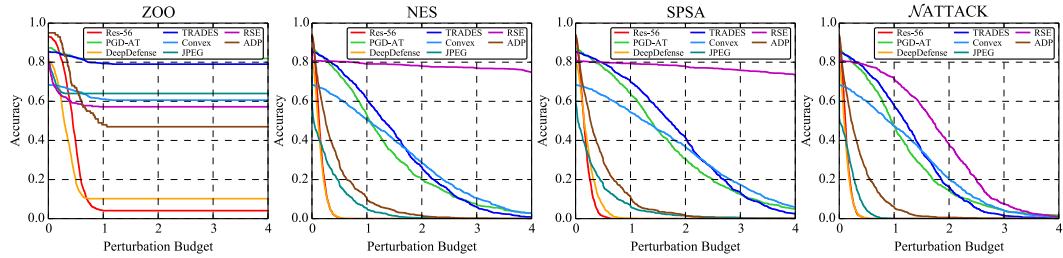 ZOO
Accuracy
1.0
0.8
0.6
0.4
0.2
0.0
Res-56
PGD-AT
DeepDefense
TRADES
Convex
JPEG
RSE
ADP
0 1 2 3 4
Perturbation Budget
NES
Accuracy
1.0
0.8
0.6
0.4
0.2
0.0
Res-56
PGD-AT
DeepDefense
TRADES
Convex
JPEG
RSE
ADP
0 1 2 3 4
Perturbation Budget
SPSA
Accuracy
1.0
0.8
0.6
0.4
0.2
0.0
Res-56
PGD-AT
DeepDefense
TRADES
Convex
JPEG
RSE
ADP
0 1 2 3 4
Perturbation Budget
𝒩ATTACK
Accuracy
1.0
0.8
0.6
0.4
0.2
0.0
Res-56
PGD-AT
DeepDefense
TRADES
Convex
JPEG
RSE
ADP
0 1 2 3 4
Perturbation Budget